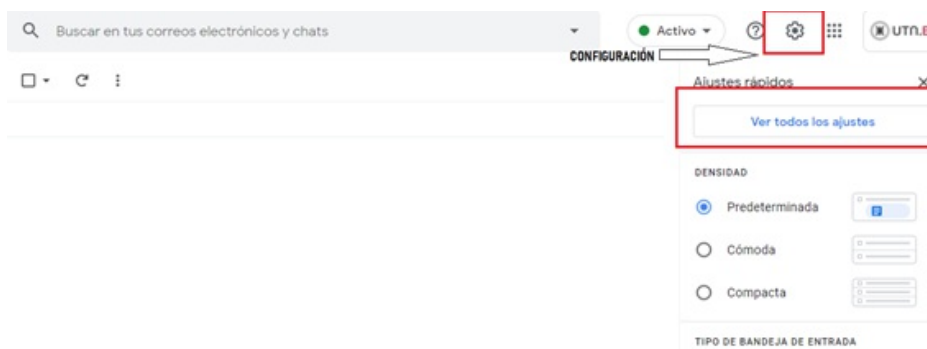 Buscar en tus correos electrónicos y chats
Activo
UTN.
CONFIGURACIÓN
Ajustes rápidos
Ver todos los ajustes
DENSIDAD
Predeterminada
Cómoda
Compacta
TIPO DE BANDEJA DE ENTRADA